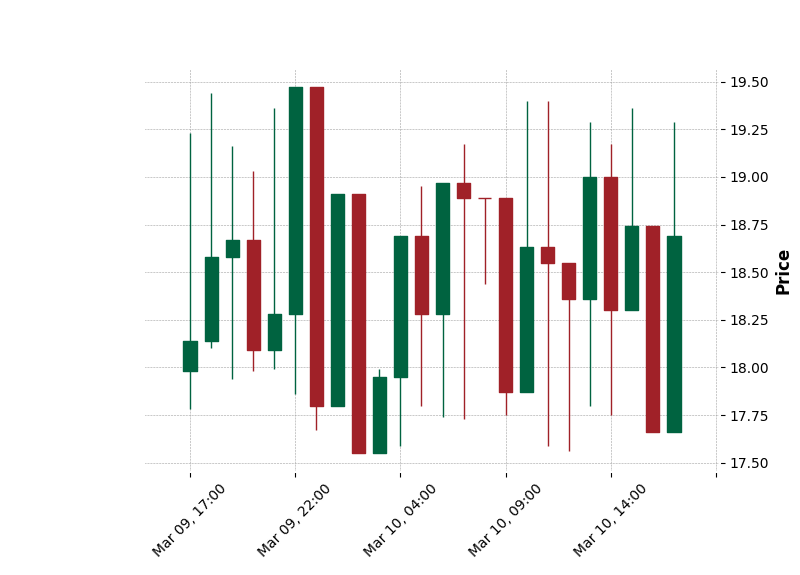 19.50
19.25
19.00
18.75
18.50
18.25
18.00
17.75
17.50
Price
Mar 09, 17:00
Mar 09, 22:00
Mar 10, 04:00
Mar 10, 09:00
Mar 10, 14:00